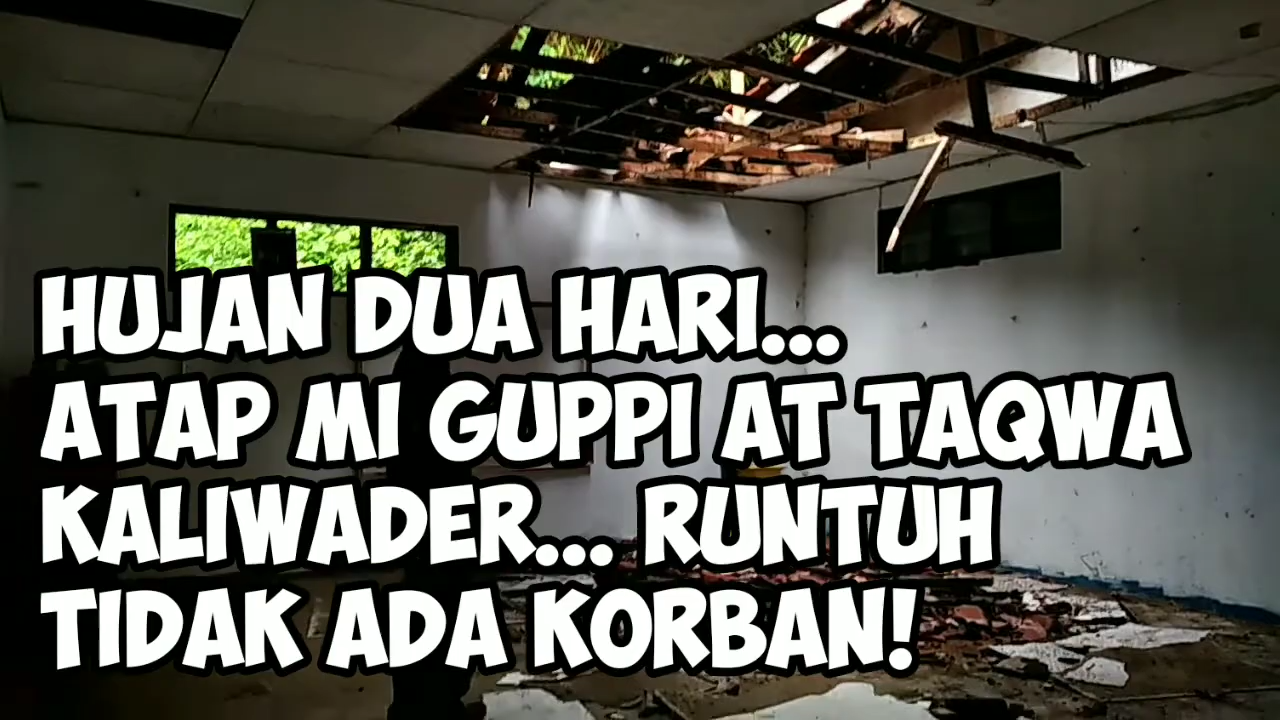 HUJAN DUA HARI...
ATAP MI GUPPI AT TAQWA
KALIWADER... RUNTUH
TIDAK ADA KORBAN!